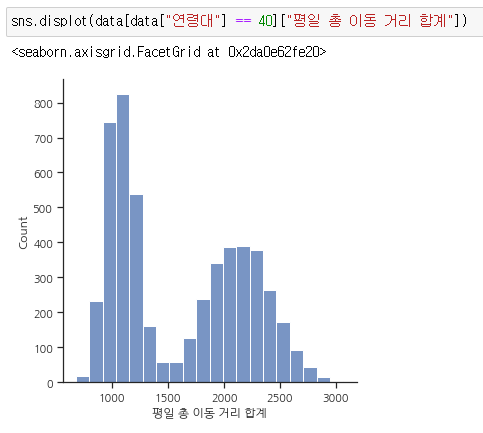 sns.displot(data[data["연령대"] == 40]["평일 총 이동 거리 합계"])
<seaborn.axisgrid.FacetGrid at 0x2da0e62fe20>
800
700
600
500
400
300
200
100
0
Count
1000 1500 2000 2500 3000
평일 총 이동 거리 합계